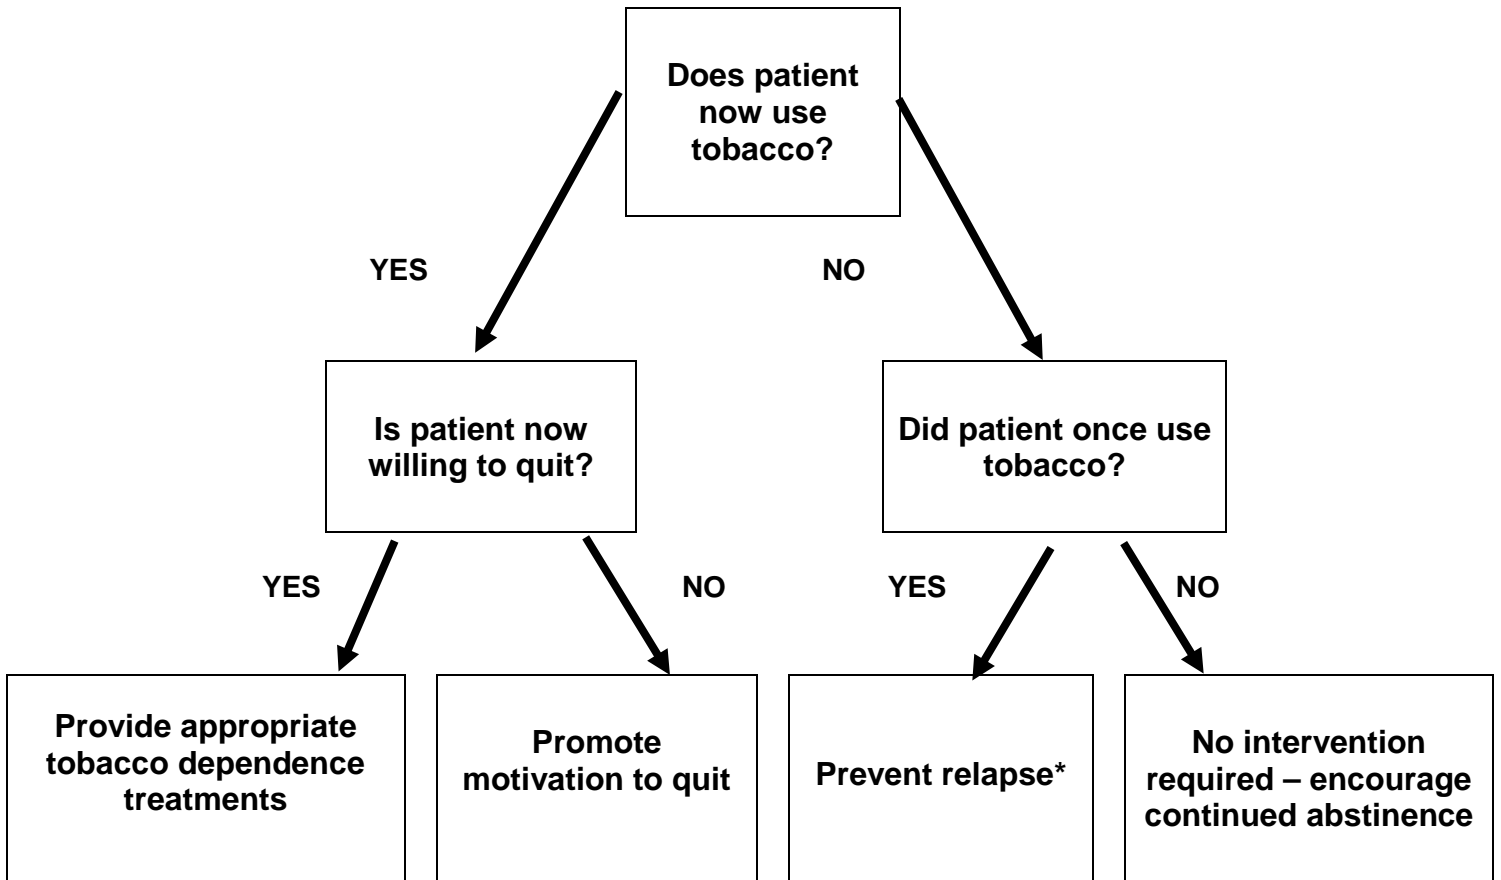 Does patient
now use
tobacco?
YES
NO
Is patient now
willing to quit?
Did patient once use
tobacco?
YES
NO
YES
NO
Provide appropriate
tobacco dependence
treatments
Promote
motivation to quit
Prevent relapse*
No intervention
required – encourage
continued abstinence